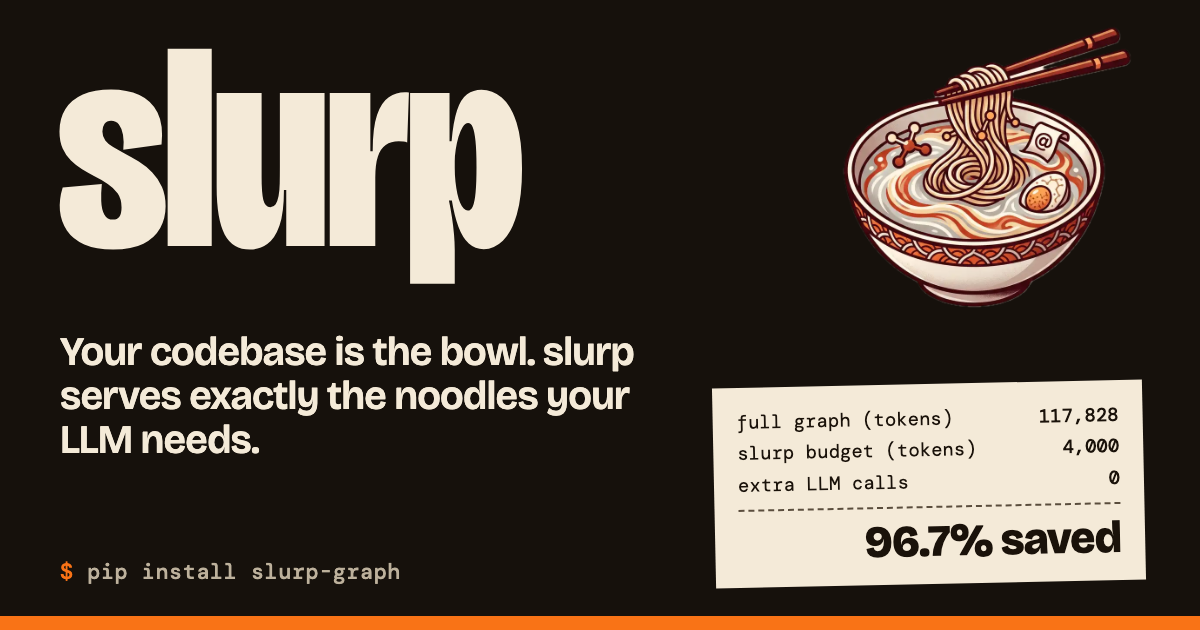 slurp
@
Your codebase is the bowl. slurp
serves exactly the noodles your
LLM needs.
full graph (tokens) 117,828
slurp budget (tokens) 4,000
extra LLM calls 0
96.7% saved
$ pip install slurp-graph